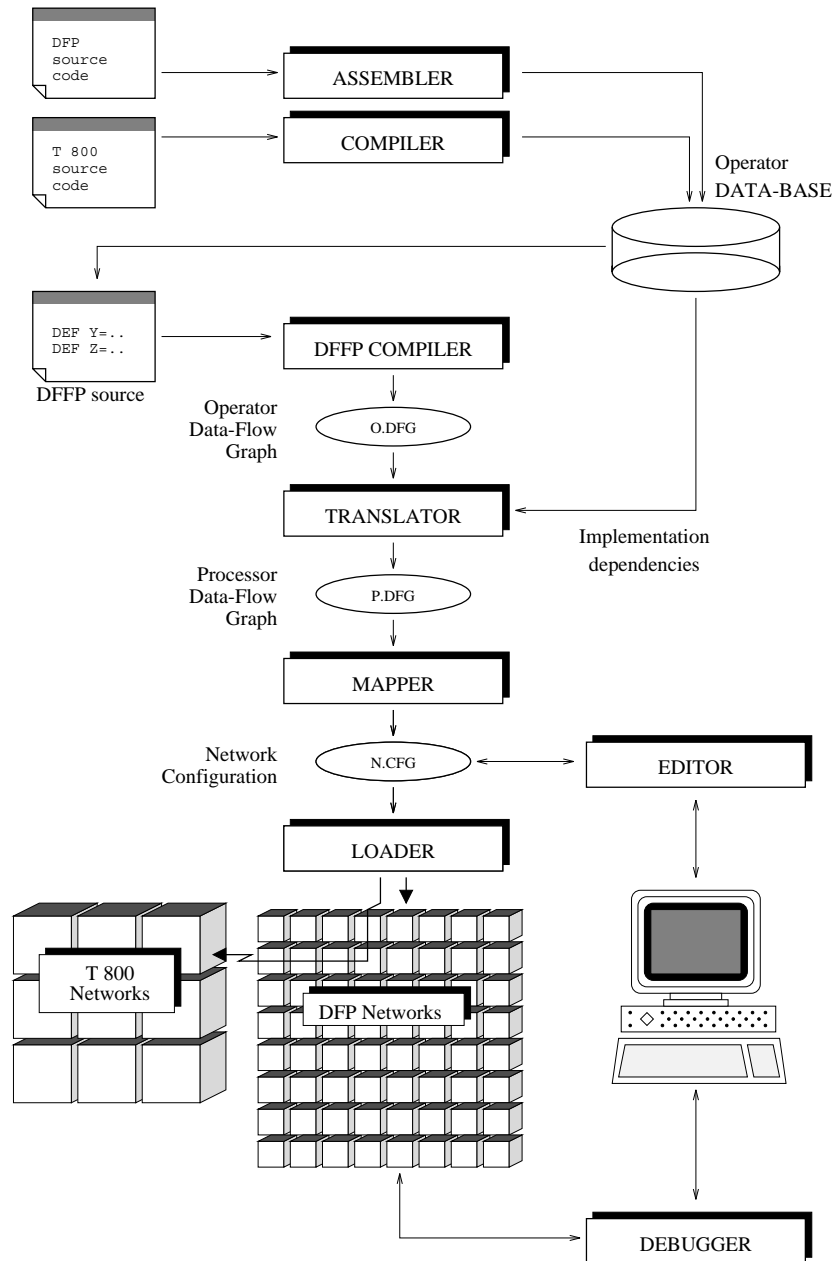 DFP
source
code
ASSEMBLER
T 800
source
code
COMPILER
Operator
DATA-BASE
DEF Y=..
DEF Z=..
DFFP source
DFFP COMPILER
Operator
Data-Flow
Graph
O.DFG
TRANSLATOR
Implementation
dependencies
Processor
Data-Flow
Graph
P.DFG
MAPPER
Network
Configuration
N.CFG
EDITOR
LOADER
T 800
Networks
DFP Networks
DEBUGGER